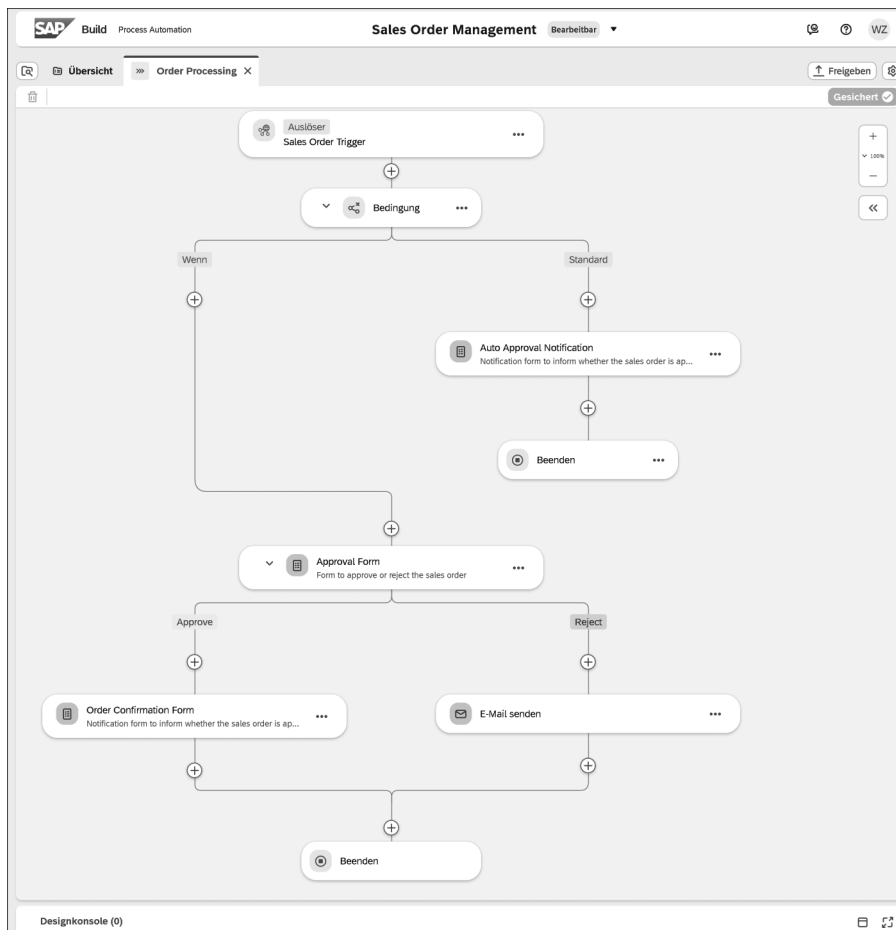 SAP Build Process Automation
Sales Order Management Bearbeitbar
WZ
Übersicht
Order Processing
Freigeben
Gesichert
Auslöser
Sales Order Trigger
100%
Bedingung
Wenn
Standard
Auto Approval Notification
Notification form to inform whether the sales order is ap...
Beenden
Approval Form
Form to approve or reject the sales order
Approve
Reject
Order Confirmation Form
Notification form to inform whether the sales order is ap...
E-Mail senden
Beenden
Designkonsole (0)